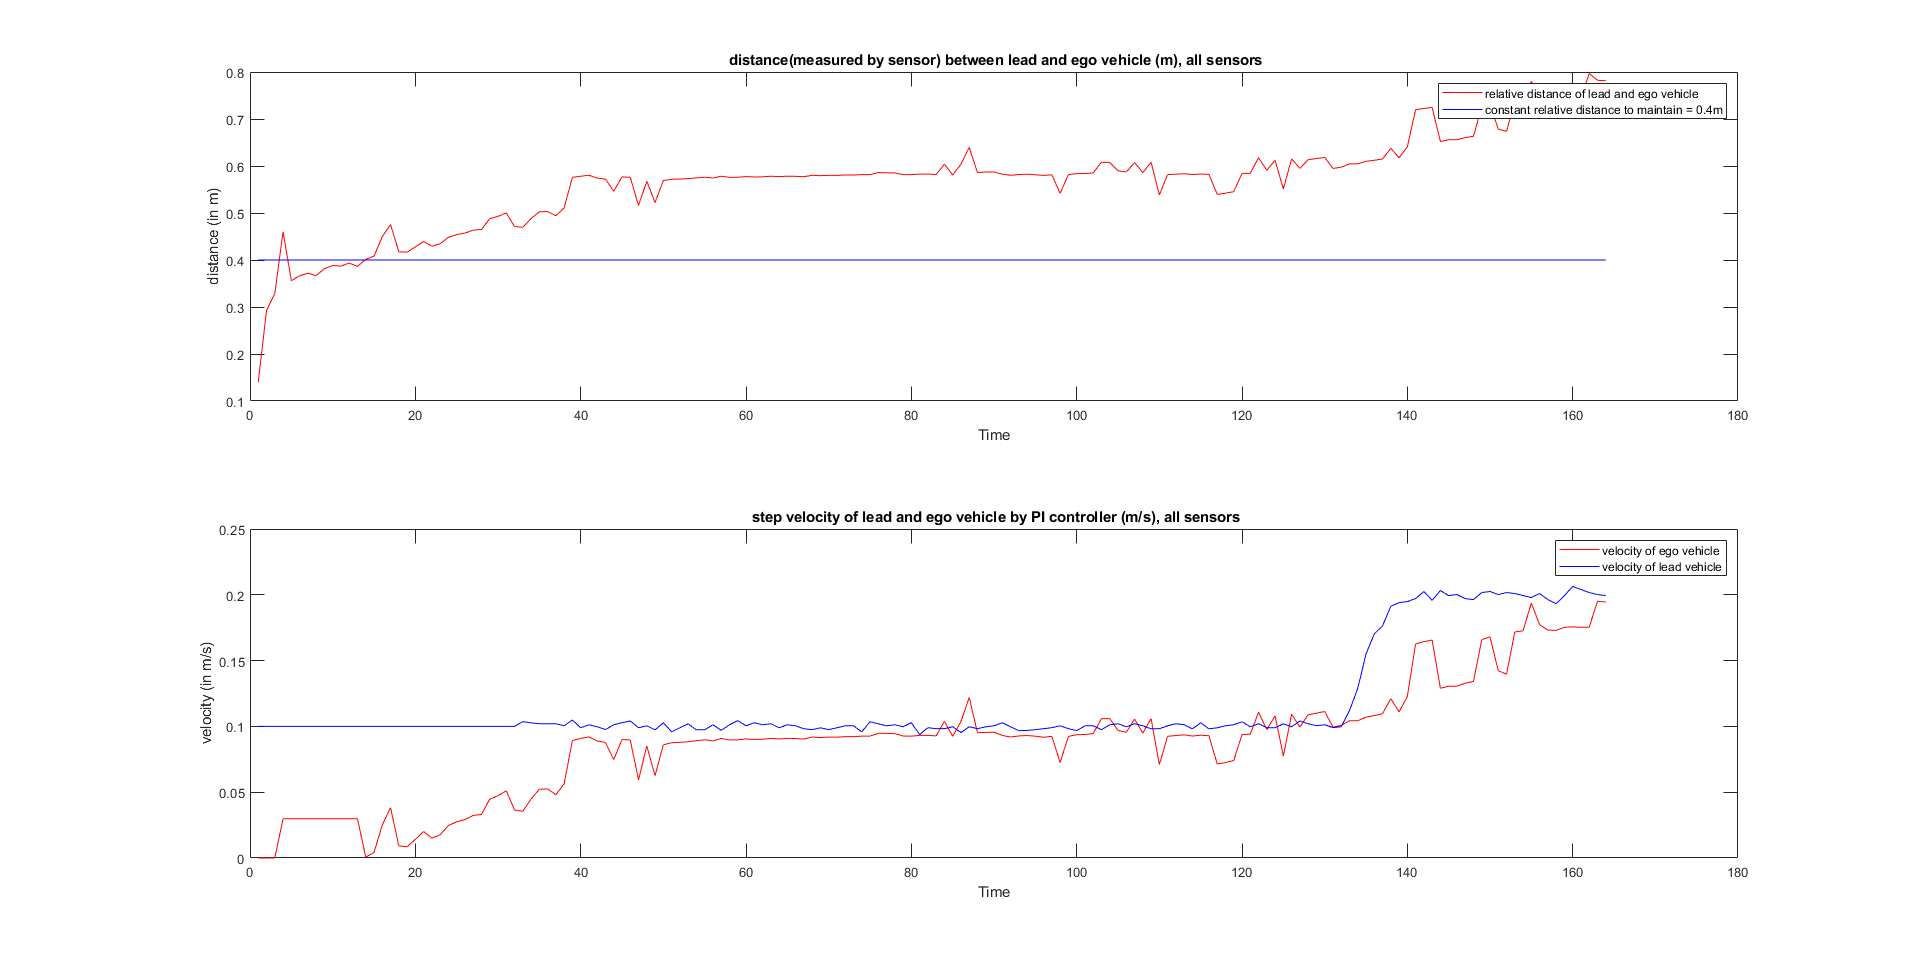 distance(measured by sensor) between lead and ego vehicle (m), all sensors
0.8
0.7
0.6
0.5
0.4
0.3
0.2
0.1
distance (in m)
relative distance of lead and ego vehicle
constant relative distance to maintain = 0.4m
0 20 40 60 80 100 120 140 160 180
Time
step velocity of lead and ego vehicle by PI controller (m/s), all sensors
0.25
0.2
0.15
0.1
0.05
0
velocity (in m/s)
velocity of ego vehicle
velocity of lead vehicle
0 20 40 60 80 100 120 140 160 180
Time